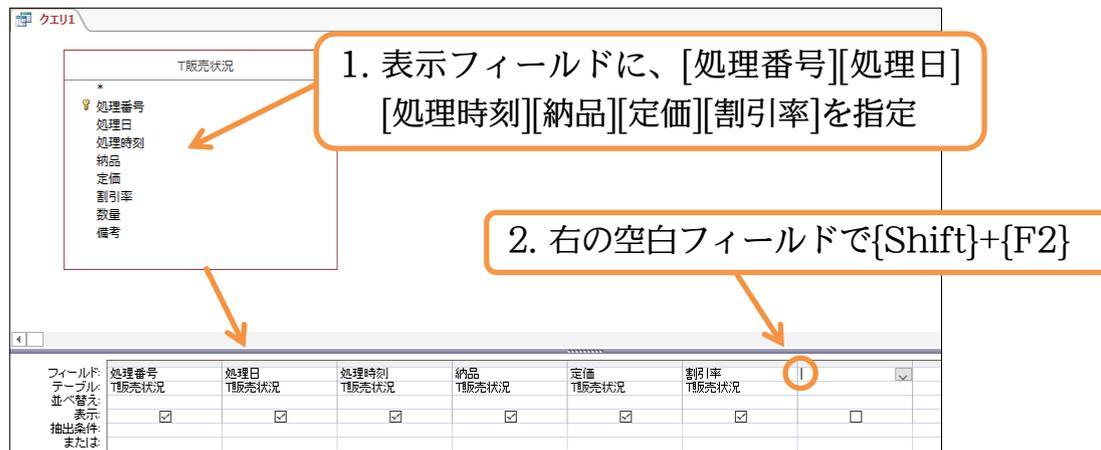 クエリ1
T販売状況
1. 表示フィールドに、[処理番号][処理日]
[処理時刻][納品][定価][割引率]を指定
*
処理番号
処理日
処理時刻
納品
定価
割引率
数量
備考
2. 右の空白フィールドで{Shift}+{F2}
フィールド: 処理番号 処理日 処理時刻 納品 定価 割引率
テーブル: T販売状況 T販売状況 T販売状況 T販売状況 T販売状況 T販売状況
並べ替え:
表示:
抽出条件:
または: